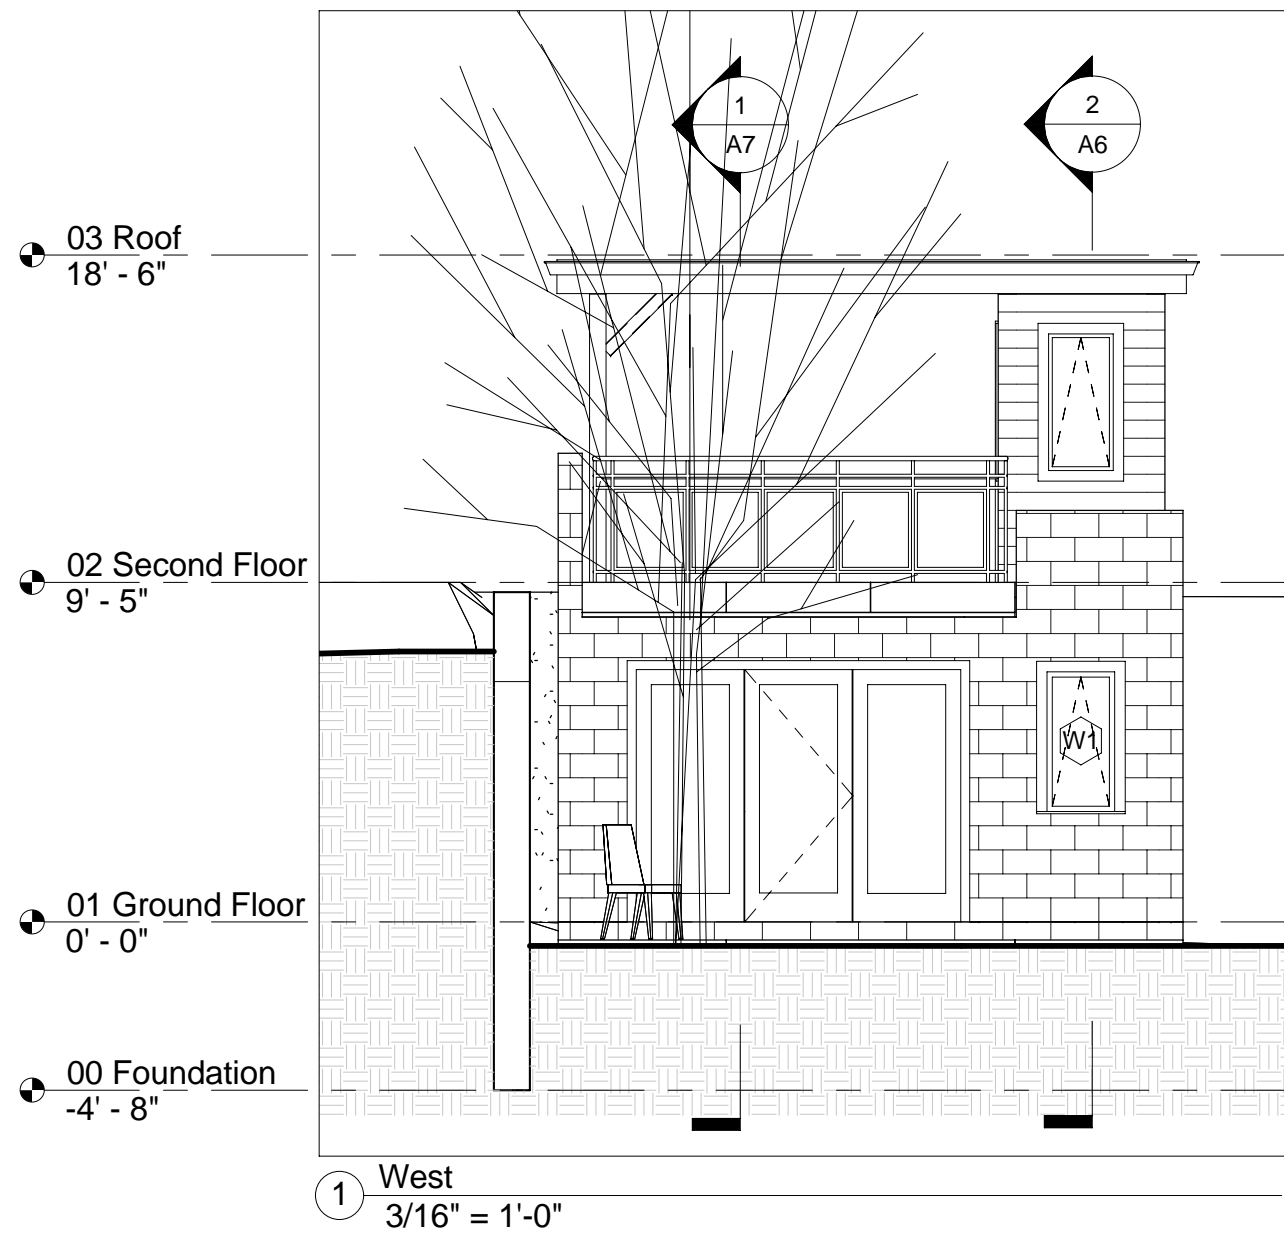 1
A7
2
A6
03 Roof
18' - 6"
02 Second Floor
9' - 5"
W1
01 Ground Floor
0' - 0"
00 Foundation
-4' - 8"
1
West
3/16" = 1'-0"